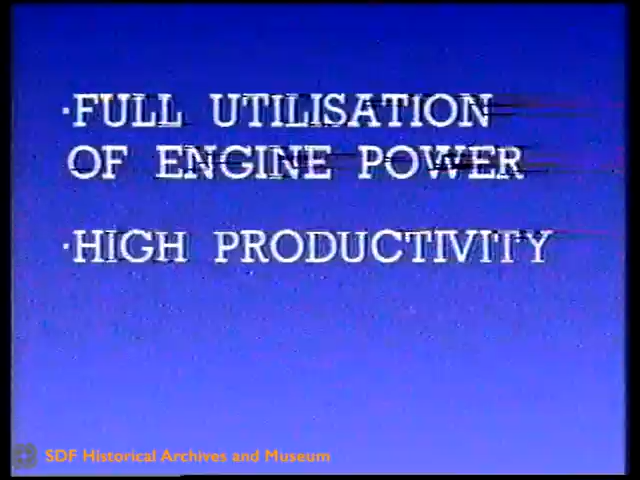 ·FULL UTILISATION
OF ENGINE POWER
·HIGH PRODUCTIVITY
SDF Historical Archives and Museum